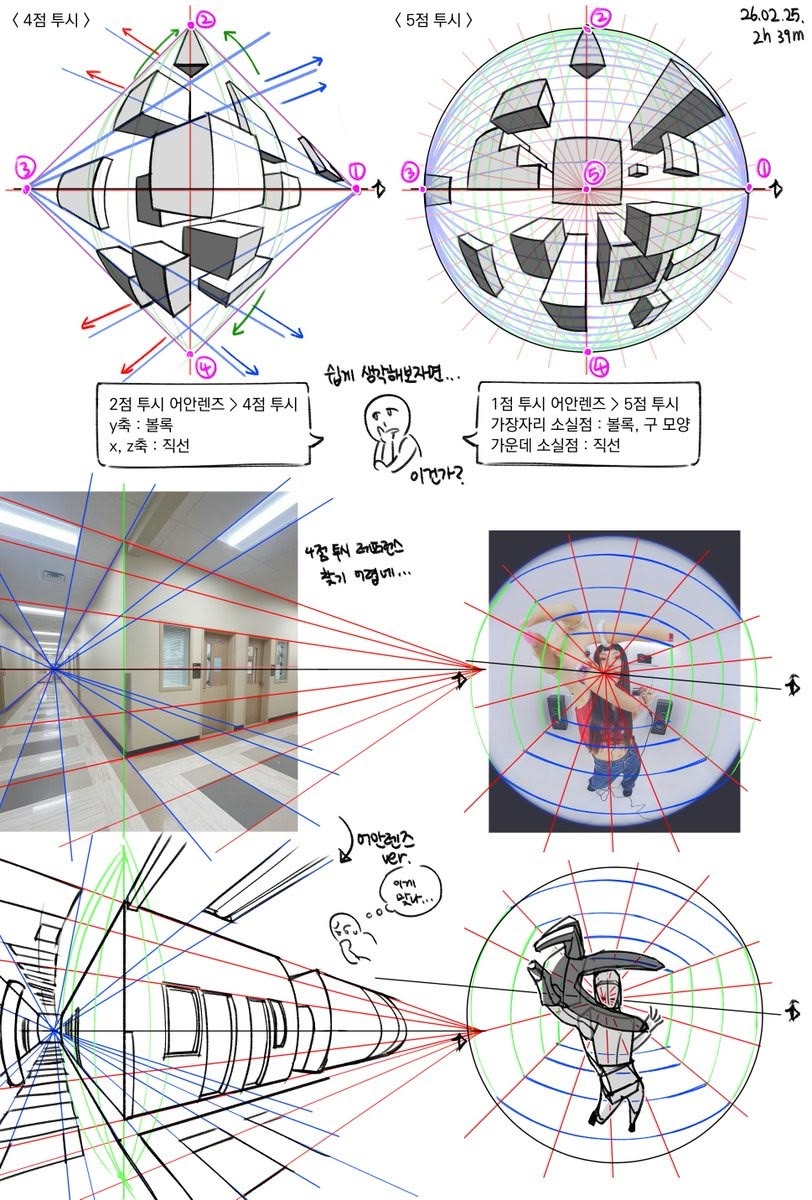 〈 4점 투시 〉
〈 5점 투시 〉
26.02.25.
2h 39m
②
③
①
④
②
③
⑤
①
④
쉽게 생각해보자면...
2점 투시 어안렌즈 > 4점 투시
y축 : 볼록
x, z축 : 직선
1점 투시 어안렌즈 > 5점 투시
가장자리 소실점 : 볼록, 구 모양
가운데 소실점 : 직선
이건가?
4점 투시 레퍼런스
찾기 어렵네...
어안렌즈
ver.
이게
맞나...